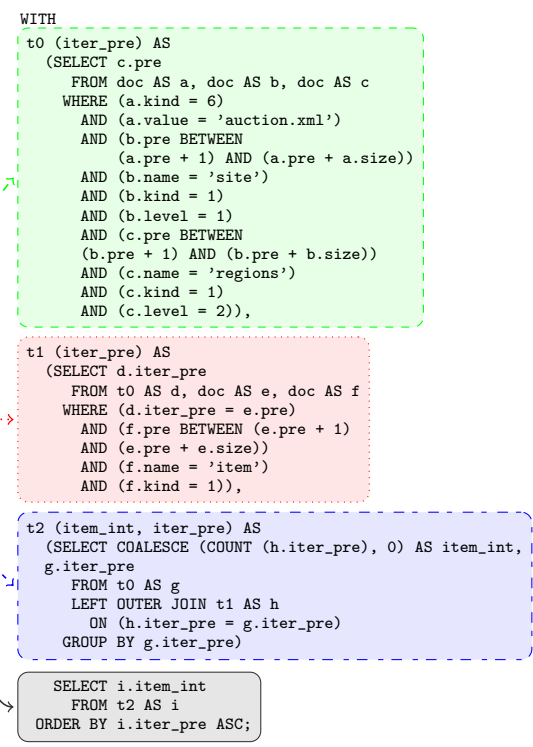 WITH
t0 (iter_pre) AS
(SELECT c.pre
FROM doc AS a, doc AS b, doc AS c
WHERE (a.kind = 6)
AND (a.value = ’auction.xml’)
AND (b.pre BETWEEN
(a.pre + 1) AND (a.pre + a.size))
AND (b.name = ’site’)
AND (b.kind = 1)
AND (b.level = 1)
AND (c.pre BETWEEN
(b.pre + 1) AND (b.pre + b.size))
AND (c.name = ’regions’)
AND (c.kind = 1)
AND (c.level = 2)),
t1 (iter_pre) AS
(SELECT d.iter_pre
FROM t0 AS d, doc AS e, doc AS f
WHERE (d.iter_pre = e.pre)
AND (f.pre BETWEEN (e.pre + 1)
AND (e.pre + e.size))
AND (f.name = ’item’)
AND (f.kind = 1)),
t2 (item_int, iter_pre) AS
(SELECT COALESCE (COUNT (h.iter_pre), 0) AS item_int,
g.iter_pre
FROM t0 AS g
LEFT OUTER JOIN t1 AS h
ON (h.iter_pre = g.iter_pre)
GROUP BY g.iter_pre)
SELECT i.item_int
FROM t2 AS i
ORDER BY i.iter_pre ASC;